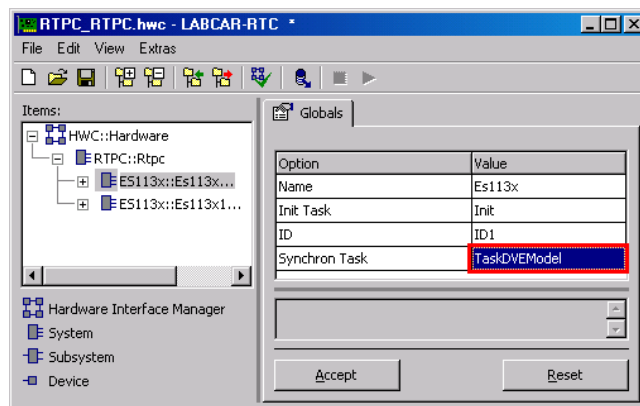 RTPC_RTPC.hwc - LABCAR-RTC *
File Edit View Extras
Items:
HWC::Hardware
RTPC::Rtpc
ES113x::Es113x...
ES113x::Es113x1...
Hardware Interface Manager
System
Subsystem
Device
Globals
Option Value
Name Es113x
Init Task Init
ID ID1
Synchron Task TaskDVEModel
Accept Reset